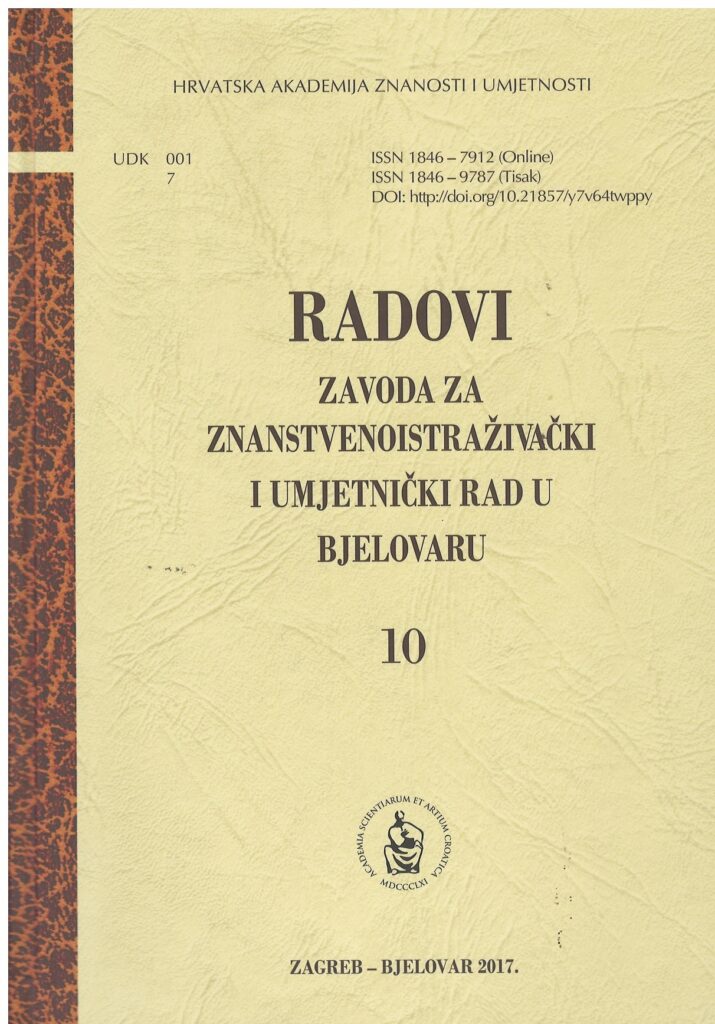 HRVATSKA AKADEMIJA ZNANOSTI I UMJETNOSTI
UDK 001
7
ISSN 1846 – 7912 (Online)
ISSN 1846 – 9787 (Tisak)
DOI: http://doi.org/10.21857/y7v64twppy
RADOVI
ZAVODA ZA
ZNANSTVENOISTRAŽIVAČKI
I UMJETNIČKI RAD U
BJELOVARU
10
ACADEMIA SCIENTIARUM ET ARTIUM CROATICA
MDCCCLXI
ZAGREB – BJELOVAR 2017.